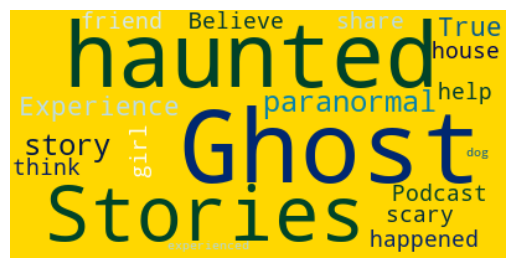 friend Believe share True
haunted house
Experience paranormal help
story girl Ghost dog
think
Stories Podcast
scary
experienced happened